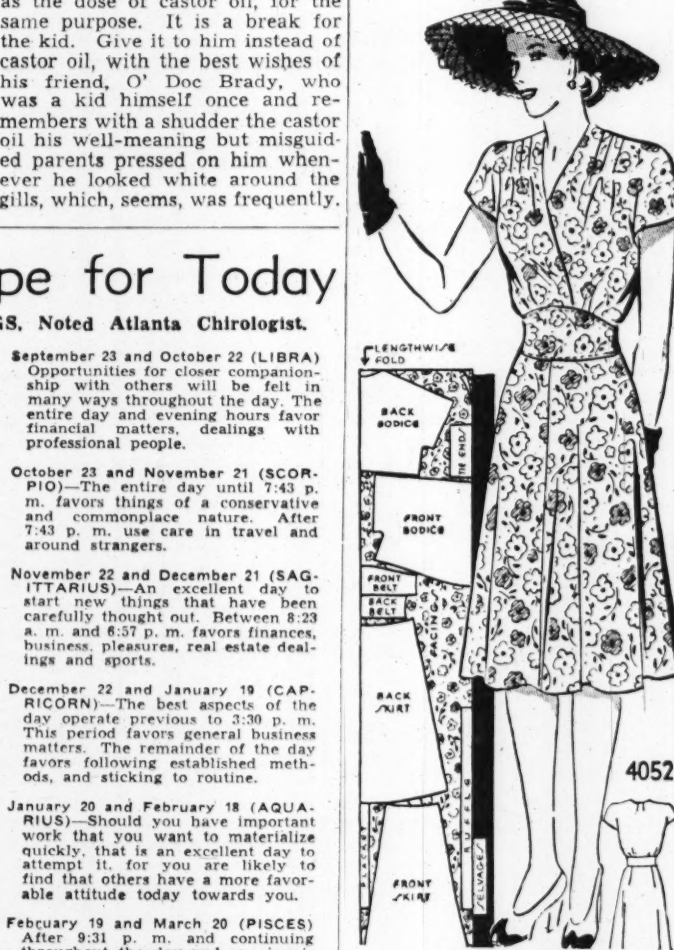 as the dose of castor oil, for the
same purpose. It is a break for
the kid. Give it to him instead of
castor oil, with the best wishes of
his friend, O' Doc Brady, who
was a kid himself once and re-
members with a shudder the castor
oil his well-meaning but misguid-
ed parents pressed on him when-
ever he looked white around the
gills, which, seems, was frequently.
pe for Today
GS, Noted Atlanta Chirologist.
September 23 and October 22 (LIBRA)
Opportunities for closer companion-
ship with others will be felt in
many ways throughout the day. The
entire day and evening hours favor
financial matters, dealings with
professional people.
October 23 and November 21 (SCOR-
PIO)—The entire day until 7:43 p.
m. favors things of a conservative
and commonplace nature. After
7:43 p. m. use care in travel and
around strangers.
November 22 and December 21 (SAG-
ITTARIUS)—An excellent day to
start new things that have been
carefully thought out. Between 8:23
a. m. and 6:57 p. m. favors finances,
business, pleasures, real estate deal-
ings and sports.
December 22 and January 19 (CAP-
RICORN)—The best aspects of the
day operate previous to 3:30 p. m.
This period favors general business
matters. The remainder of the day
favors following established meth-
ods, and sticking to routine.
January 20 and February 18 (AQUA-
RIUS)—Should you have important
work that you want to materialize
quickly, that is an excellent day to
attempt it, for you are likely to
find that others have a more favor-
able attitude today towards you.
February 19 and March 20 (PISCES)
After 9:31 p. m. and continuing
LENGTHWISE
FOLD
BACK
BODICE
TIE ENDS
FRONT
BODICE
FRONT
BELT
BACK
BELT
FACING
BACK
SKIRT
RUFFLE
PLACKET
FRONT
SKIRT
SELVAGES
4052